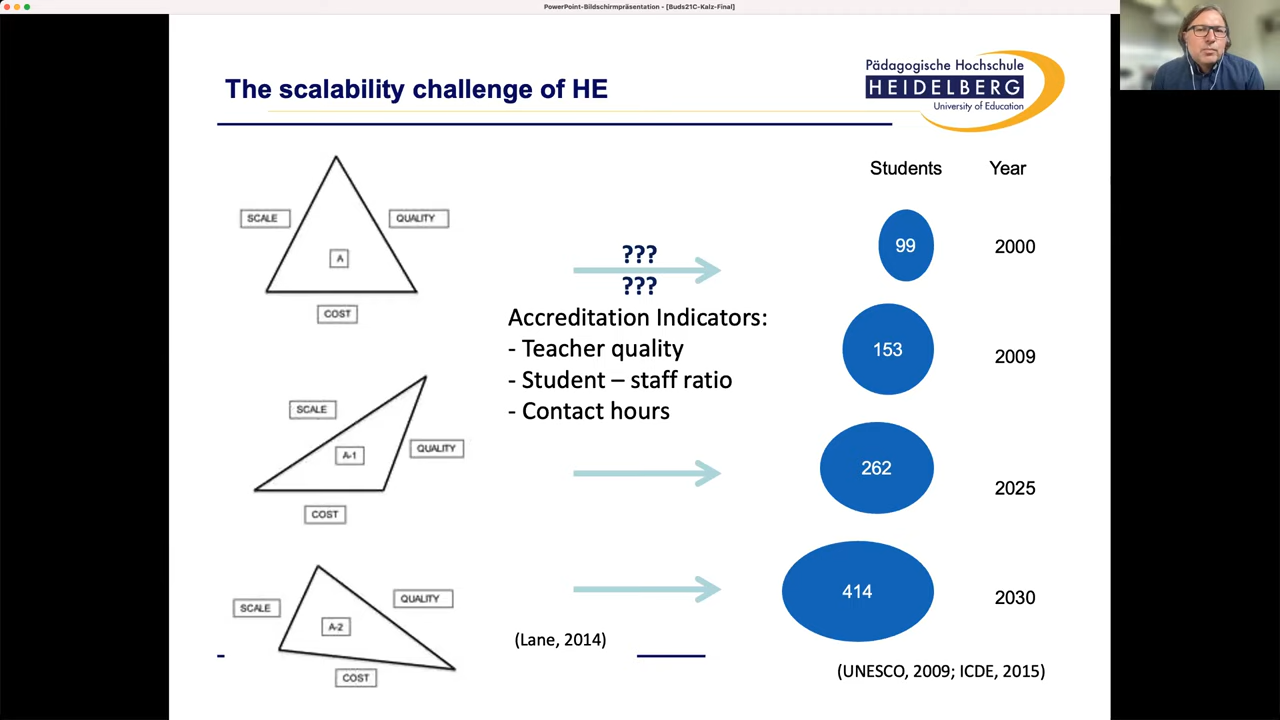 PowerPoint-Bildschirmpräsentation - [Buds21C-Kalz-Final]
The scalability challenge of HE
Pädagogische Hochschule
HEIDELBERG
University of Education
SCALE
QUALITY
A
COST
SCALE
QUALITY
A-1
COST
SCALE
QUALITY
A-2
COST
???
???
Accreditation Indicators:
- Teacher quality
- Student – staff ratio
- Contact hours
(Lane, 2014)
Students Year
99 2000
153 2009
262 2025
414 2030
(UNESCO, 2009; ICDE, 2015)